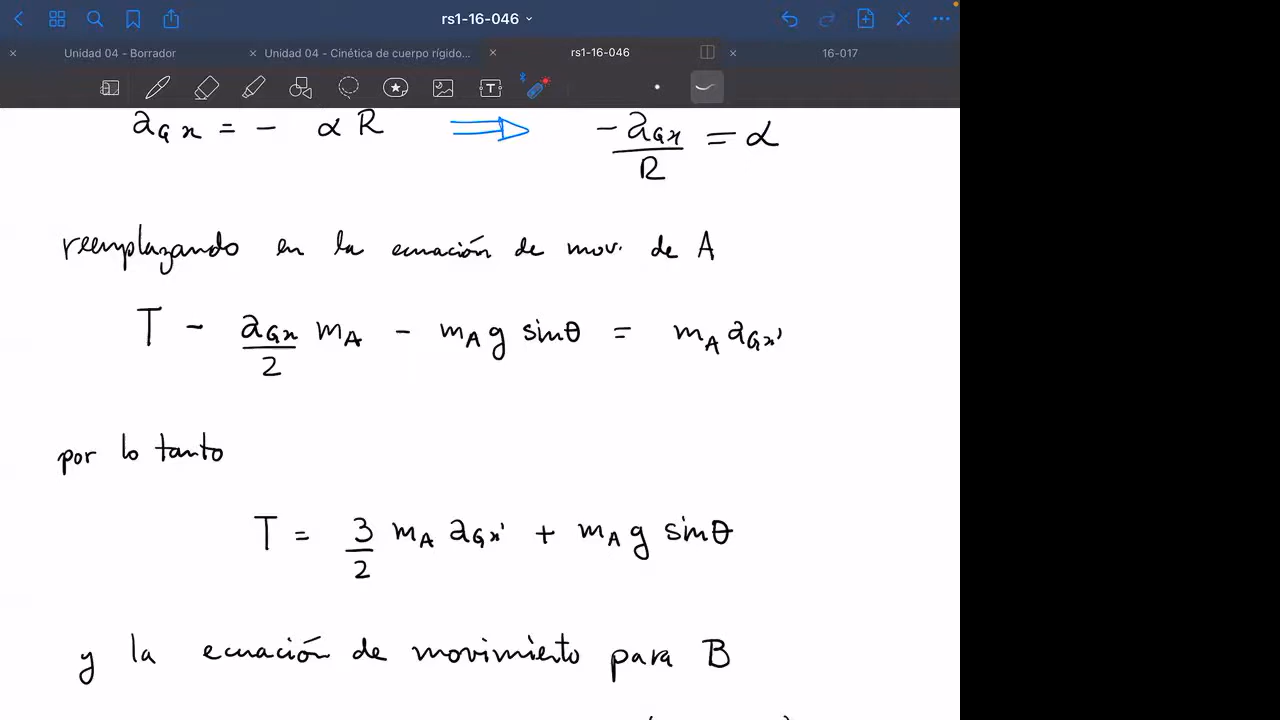 rs1-16-046
Unidad 04 - Borrador
Unidad 04 - Cinética de cuerpo rígido...
rs1-16-046
16-017
a_Gx = - αR ⇒ -a_Gx/R = α
reemplazando en la ecuación de mov. de A
T - a_Gx/2 m_A - m_A g sinθ = m_A a_Gx'
por lo tanto
T = 3/2 m_A a_Gx' + m_A g sinθ
y la ecuación de movimiento para B